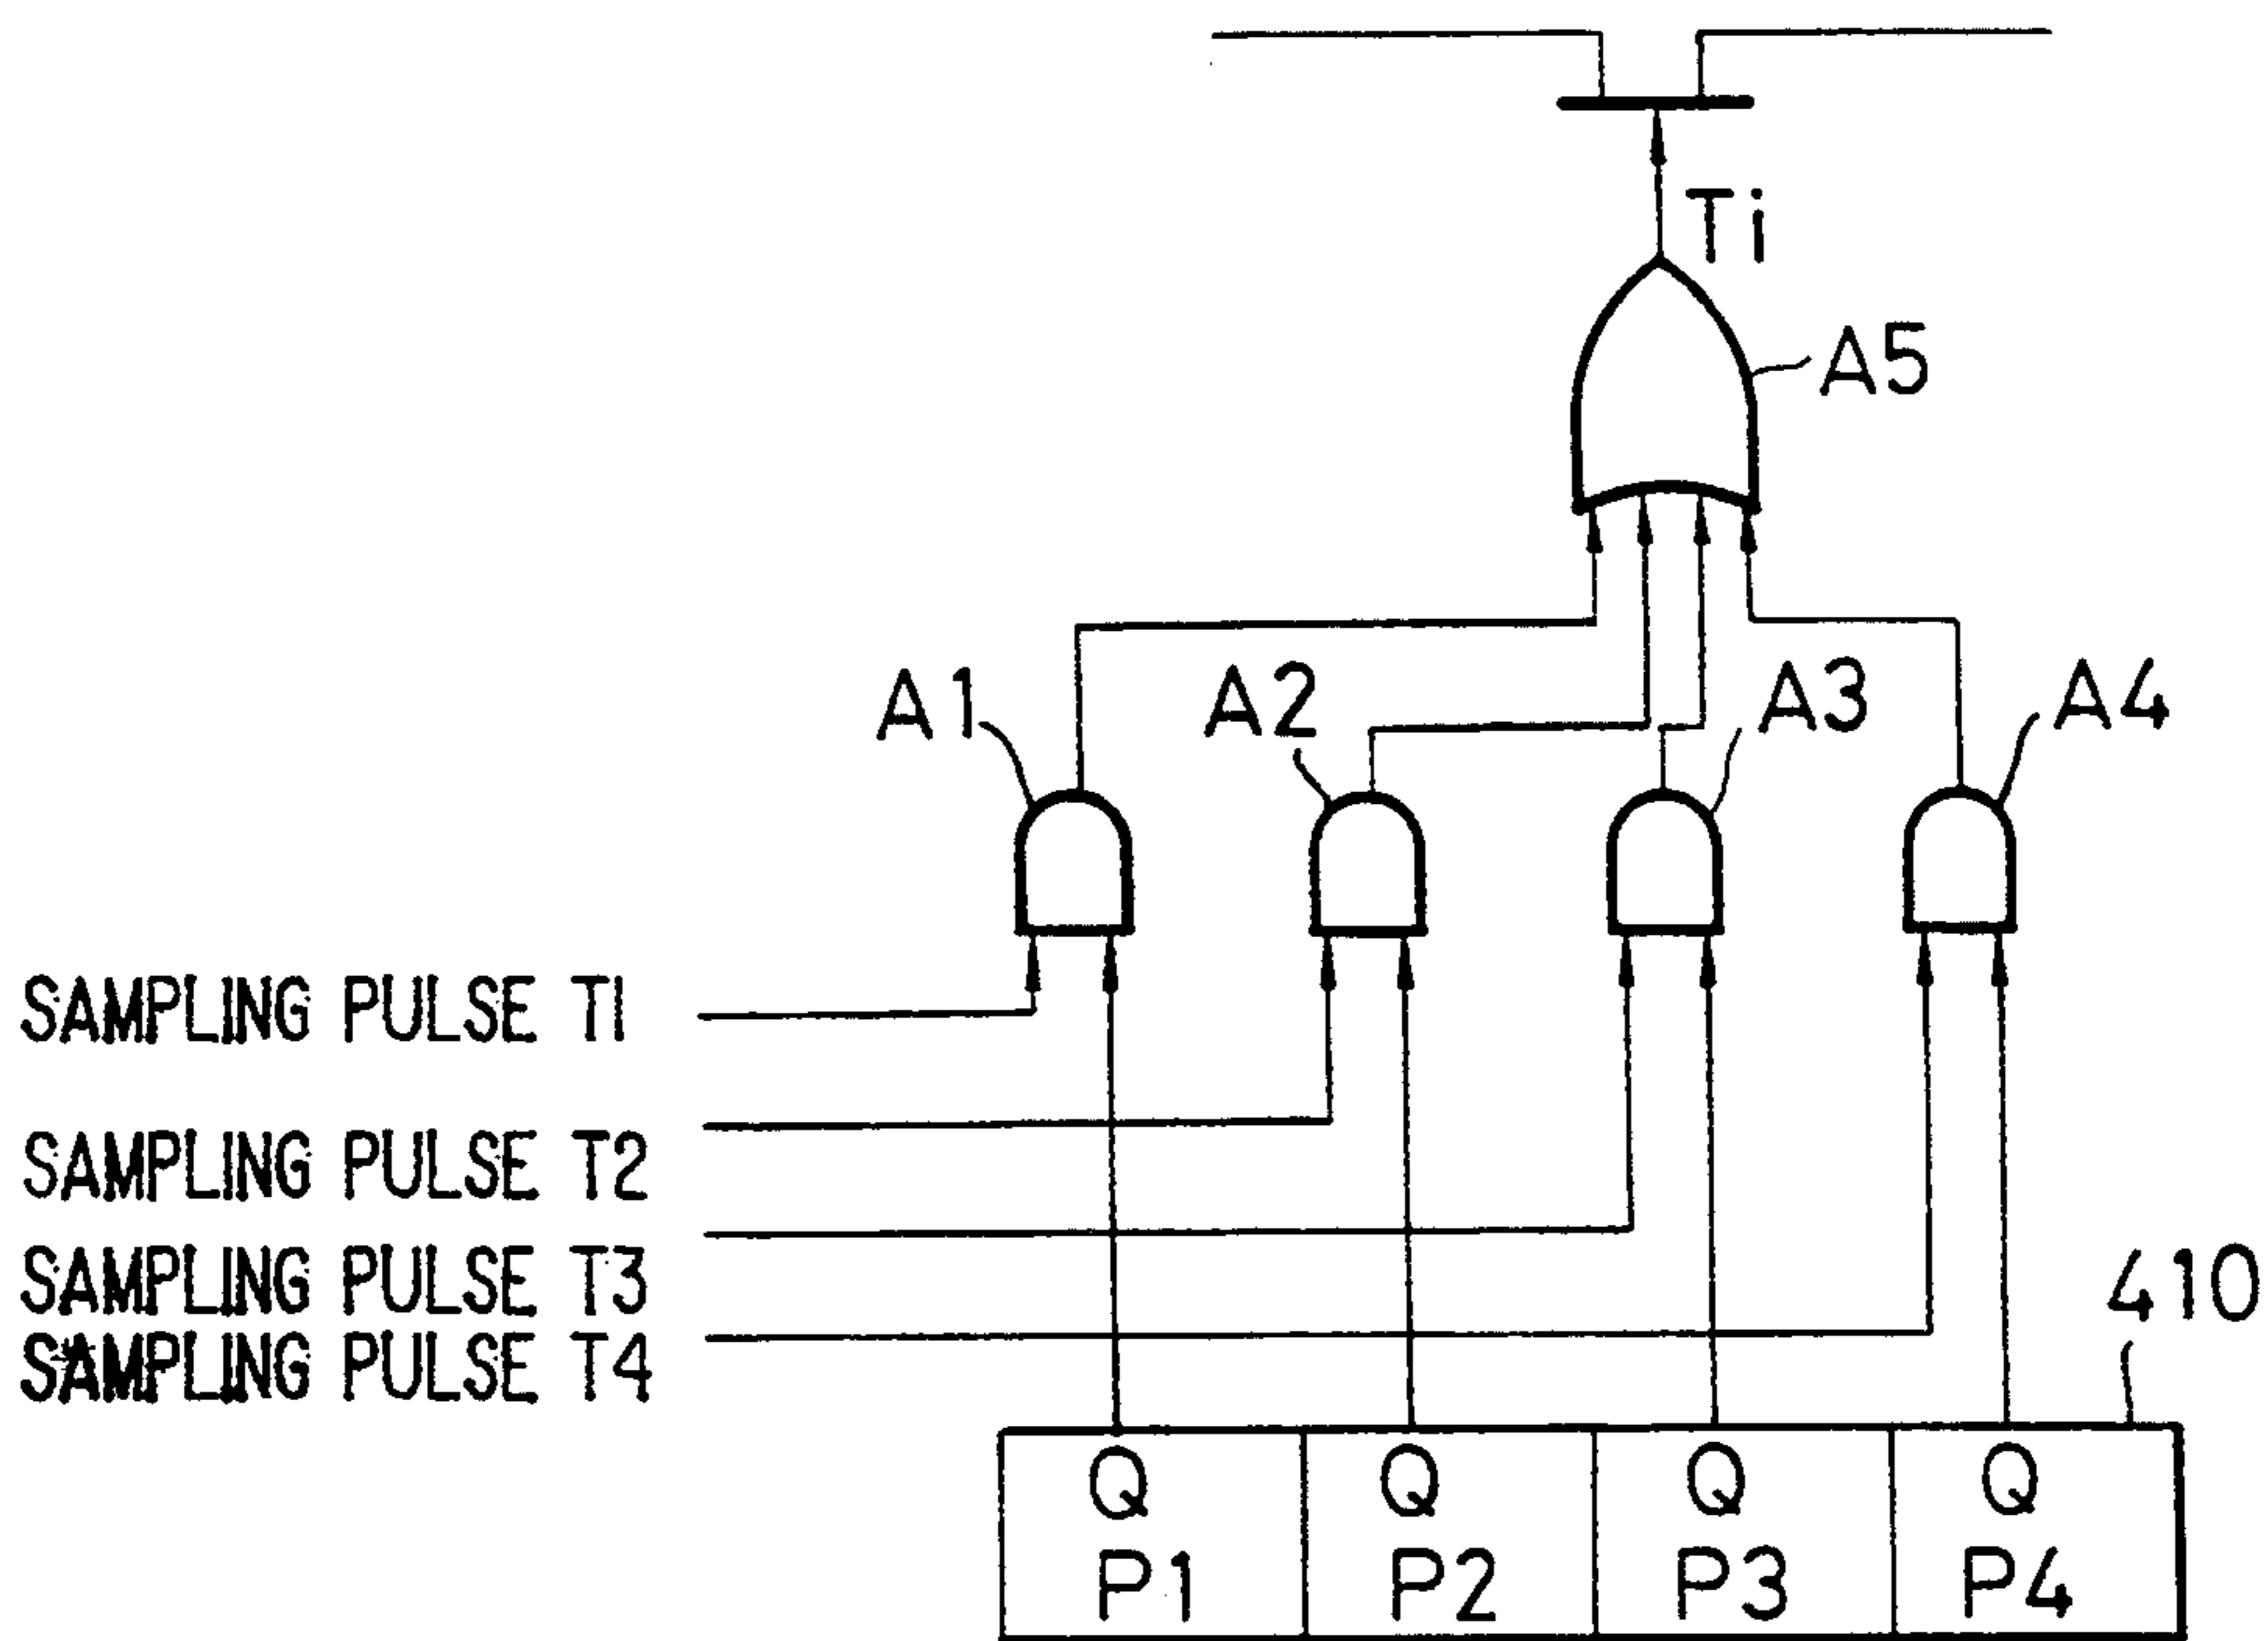 Ti
A5
A1 A2 A3 A4
SAMPLING PULSE T1
SAMPLING PULSE T2
SAMPLING PULSE T3
SAMPLING PULSE T4
410
Q Q Q Q
P1 P2 P3 P4